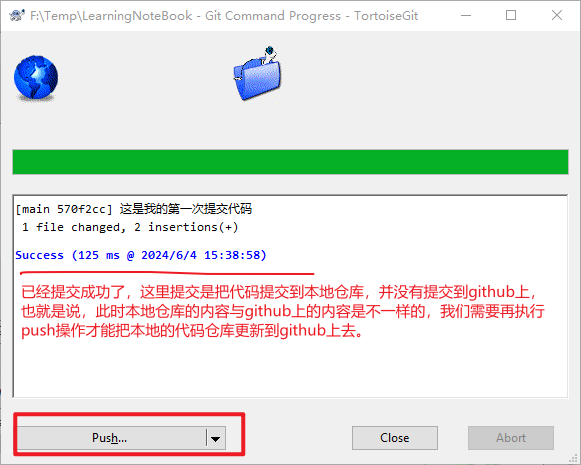 F:\Temp\LearningNoteBook - Git Command Progress - TortoiseGit
[main 570f2cc] 这是我的第一次提交代码
1 file changed, 2 insertions(+)
Success (125 ms @ 2024/6/4 15:38:58)
已经提交成功了，这里提交是把代码提交到本地仓库，并没有提交到github上，
也就是说，此时本地仓库的内容与github上的内容是不一样的，我们需要再执行
push操作才能把本地的代码仓库更新到github上去。
Push...
Close
Abort